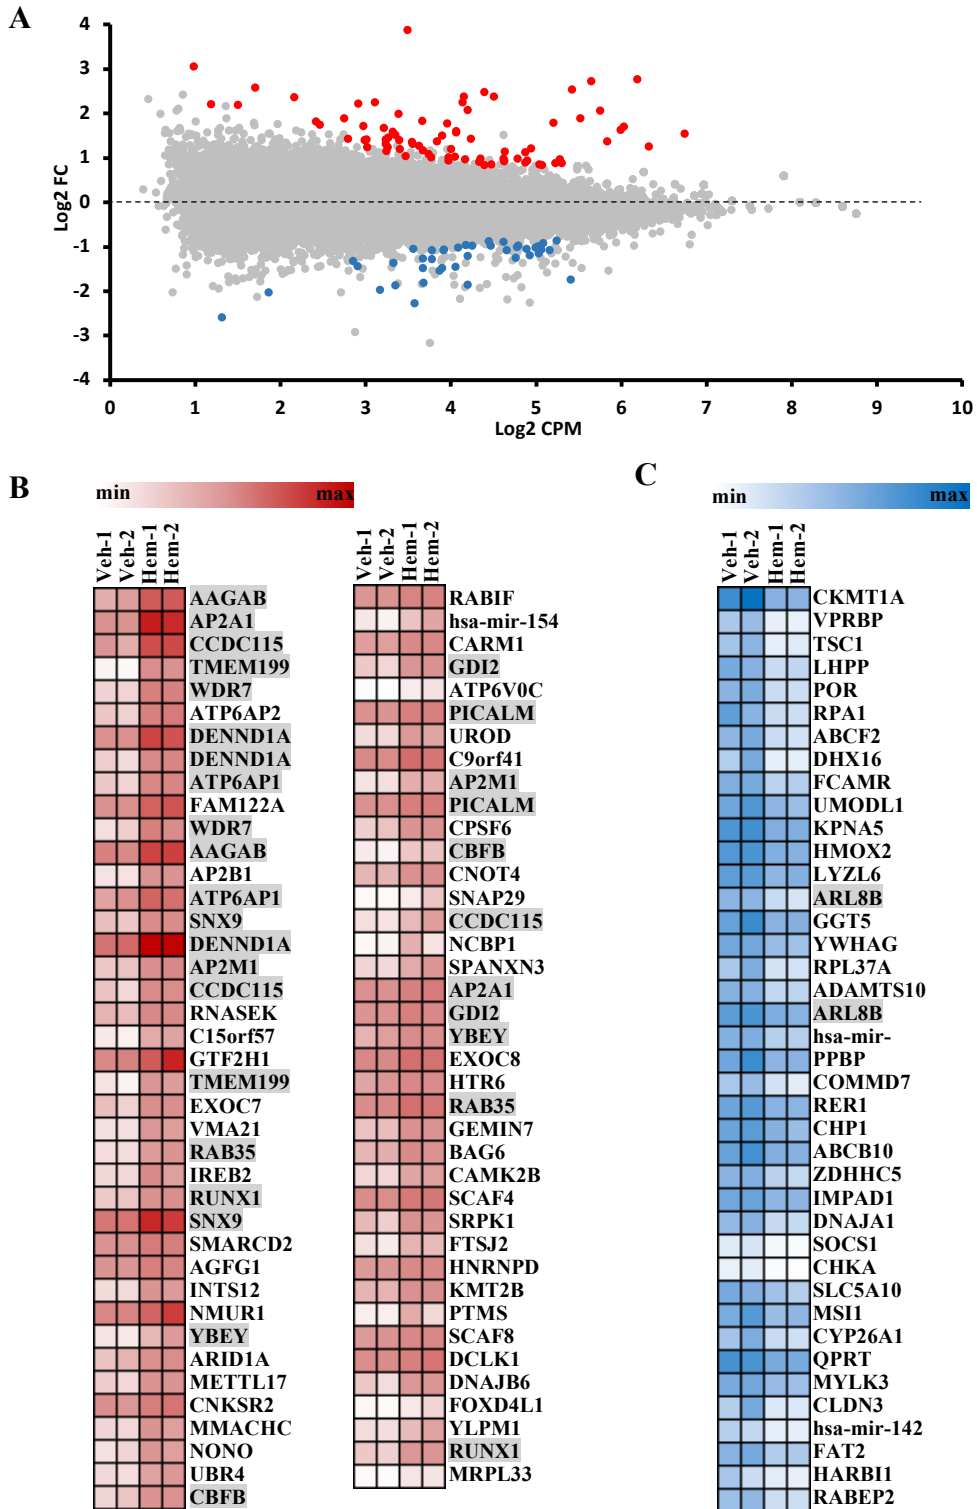 A
4
3
2
1
0
-1
-2
-3
-4
Log2 FC
0 1 2 3 4 5 6 7 8 9 10
Log2 CPM
B
min max
Veh-1 Veh-2 Hem-1 Hem-2
AAGAB
AP2A1
CCDC115
TMEM199
WDR7
ATP6AP2
DENND1A
DENND1A
ATP6AP1
FAM122A
WDR7
AAGAB
AP2B1
ATP6AP1
SNX9
DENND1A
AP2M1
CCDC115
RNASEK
C15orf57
GTF2H1
TMEM199
EXOC7
VMA21
RAB35
IREB2
RUNX1
SNX9
SMARCD2
AGFG1
INTS12
NMUR1
YBEY
ARID1A
METTL17
CNKSR2
MMACHC
NONO
UBR4
CBFB
Veh-1 Veh-2 Hem-1 Hem-2
RABIF
hsa-mir-154
CARM1
GDI2
ATP6V0C
PICALM
UROD
C9orf41
AP2M1
PICALM
CPSF6
CBFB
CNOT4
SNAP29
CCDC115
NCBP1
SPANXN3
AP2A1
GDI2
YBEY
EXOC8
HTR6
RAB35
GEMIN7
BAG6
CAMK2B
SCAF4
SRPK1
FTSJ2
HNRNPD
KMT2B
PTMS
SCAF8
DCLK1
DNAJB6
FOXD4L1
YLPM1
RUNX1
MRPL33
C
min max
Veh-1 Veh-2 Hem-1 Hem-2
CKMT1A
VPRBP
TSC1
LHPP
POR
RPA1
ABCF2
DHX16
FCAMR
UMODL1
KPNA5
HMOX2
LYZL6
ARL8B
GGT5
YWHAG
RPL37A
ADAMTS10
ARL8B
hsa-mir-
PPBP
COMMD7
RER1
CHP1
ABCB10
ZDHHC5
IMPAD1
DNAJA1
SOCS1
CHKA
SLC5A10
MSI1
CYP26A1
QPRT
MYLK3
CLDN3
hsa-mir-142
FAT2
HARBI1
RABEP2